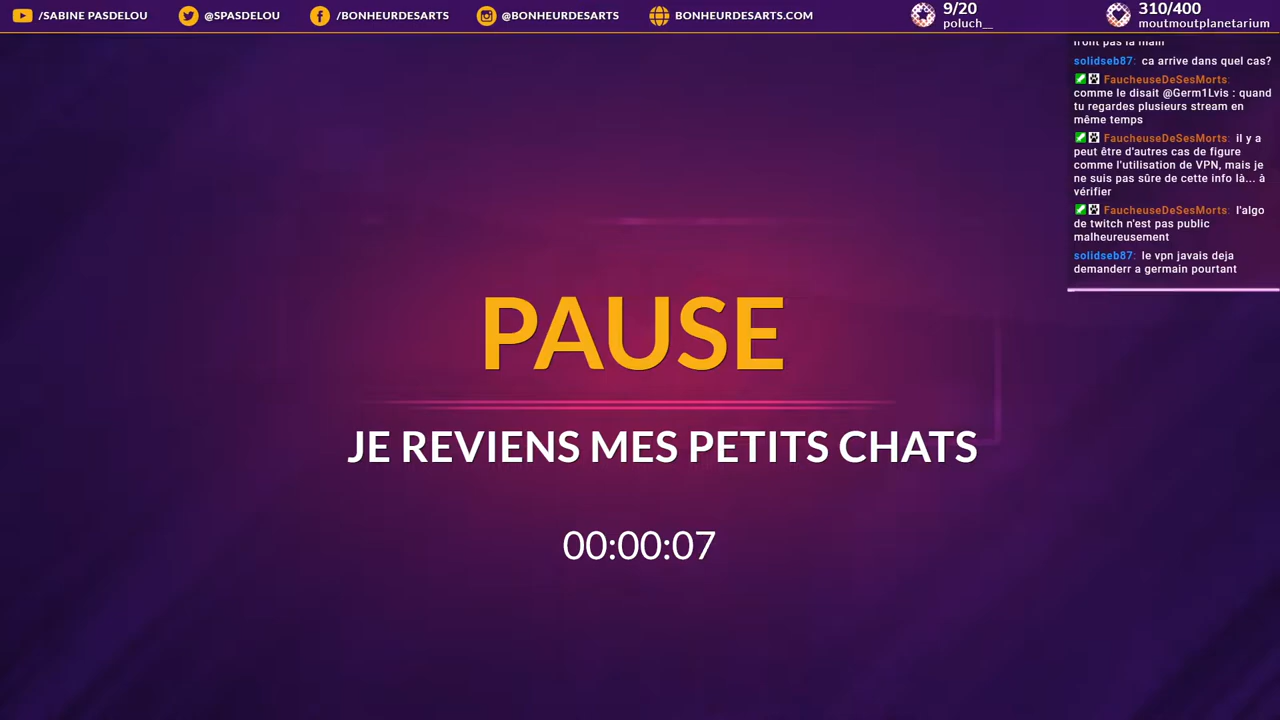 /SABINE PASDELOU
@SPASDELOU
/BONHEURDESARTS
@BONHEURDESARTS
BONHEURDESARTS.COM
9/20
poluch__
310/400
moutmoutplanetarium
n'ont pas la main
solidseb87: ca arrive dans quel cas?
FaucheuseDeSesMorts:
comme le disait @Germ1Lvis : quand
tu regardes plusieurs stream en
même temps
FaucheuseDeSesMorts: il y a
peut être d'autres cas de figure
comme l'utilisation de VPN, mais je
ne suis pas sûre de cette info là... à
vérifier
FaucheuseDeSesMorts: l'algo
de twitch n'est pas public
malheureusement
solidseb87: le vpn javais deja
demanderr a germain pourtant
PAUSE
JE REVIENS MES PETITS CHATS
00:00:07